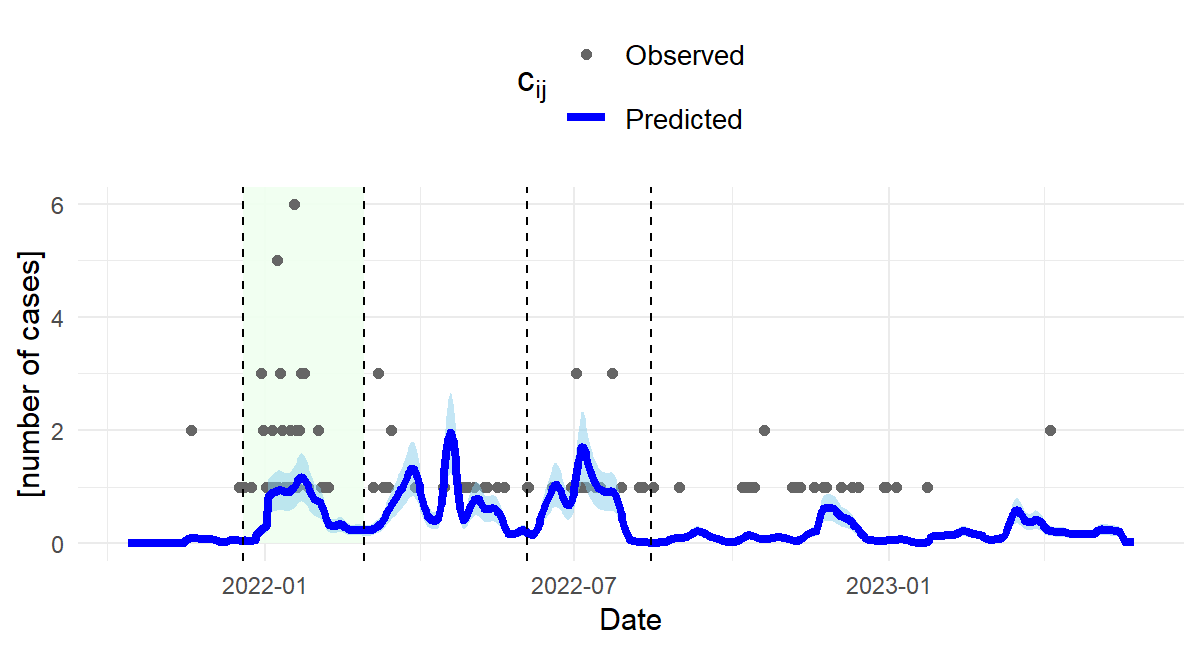 Observed
c_ij
Predicted
[number of cases]
6
4
2
0
2022-01 2022-07 2023-01
Date